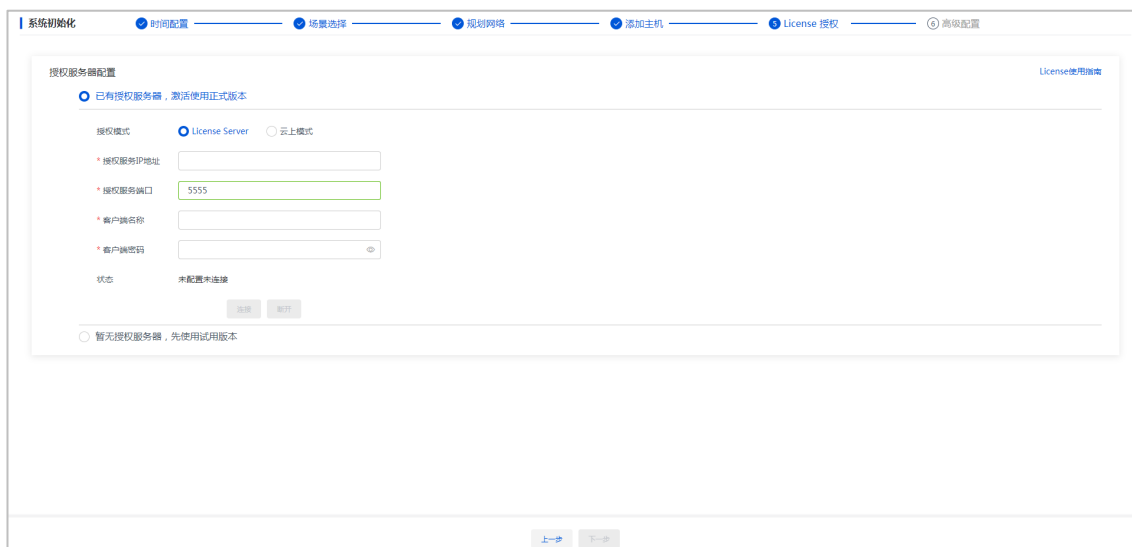 系统初始化 时间配置 场景选择 规划网络 添加主机 5 License 授权 6 高级配置
授权服务器配置 License使用指南
已有授权服务器，激活使用正式版本
授权模式 License Server 云上模式
* 授权服务IP地址
* 授权服务端口 5555
* 客户端名称
* 客户端密码
状态 未配置未连接
连接 断开
暂无授权服务器，先使用试用版本
上一步 下一步